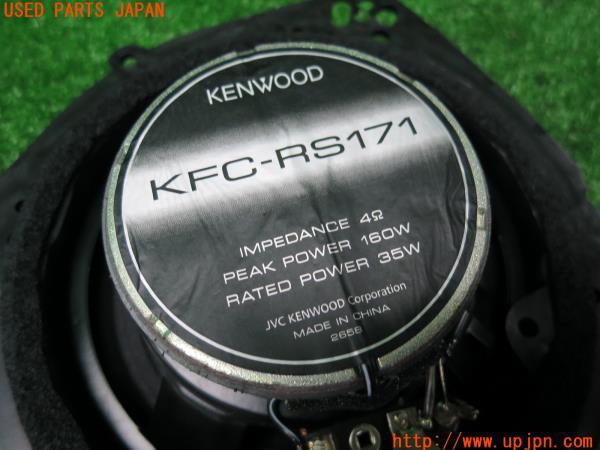 USED PARTS JAPAN
KENWOOD
KFC-RS171
IMPEDANCE 4Ω
PEAK POWER 160W
RATED POWER 35W
JVC KENWOOD Corporation
MADE IN CHINA
265B
http://www.upjpn.com/